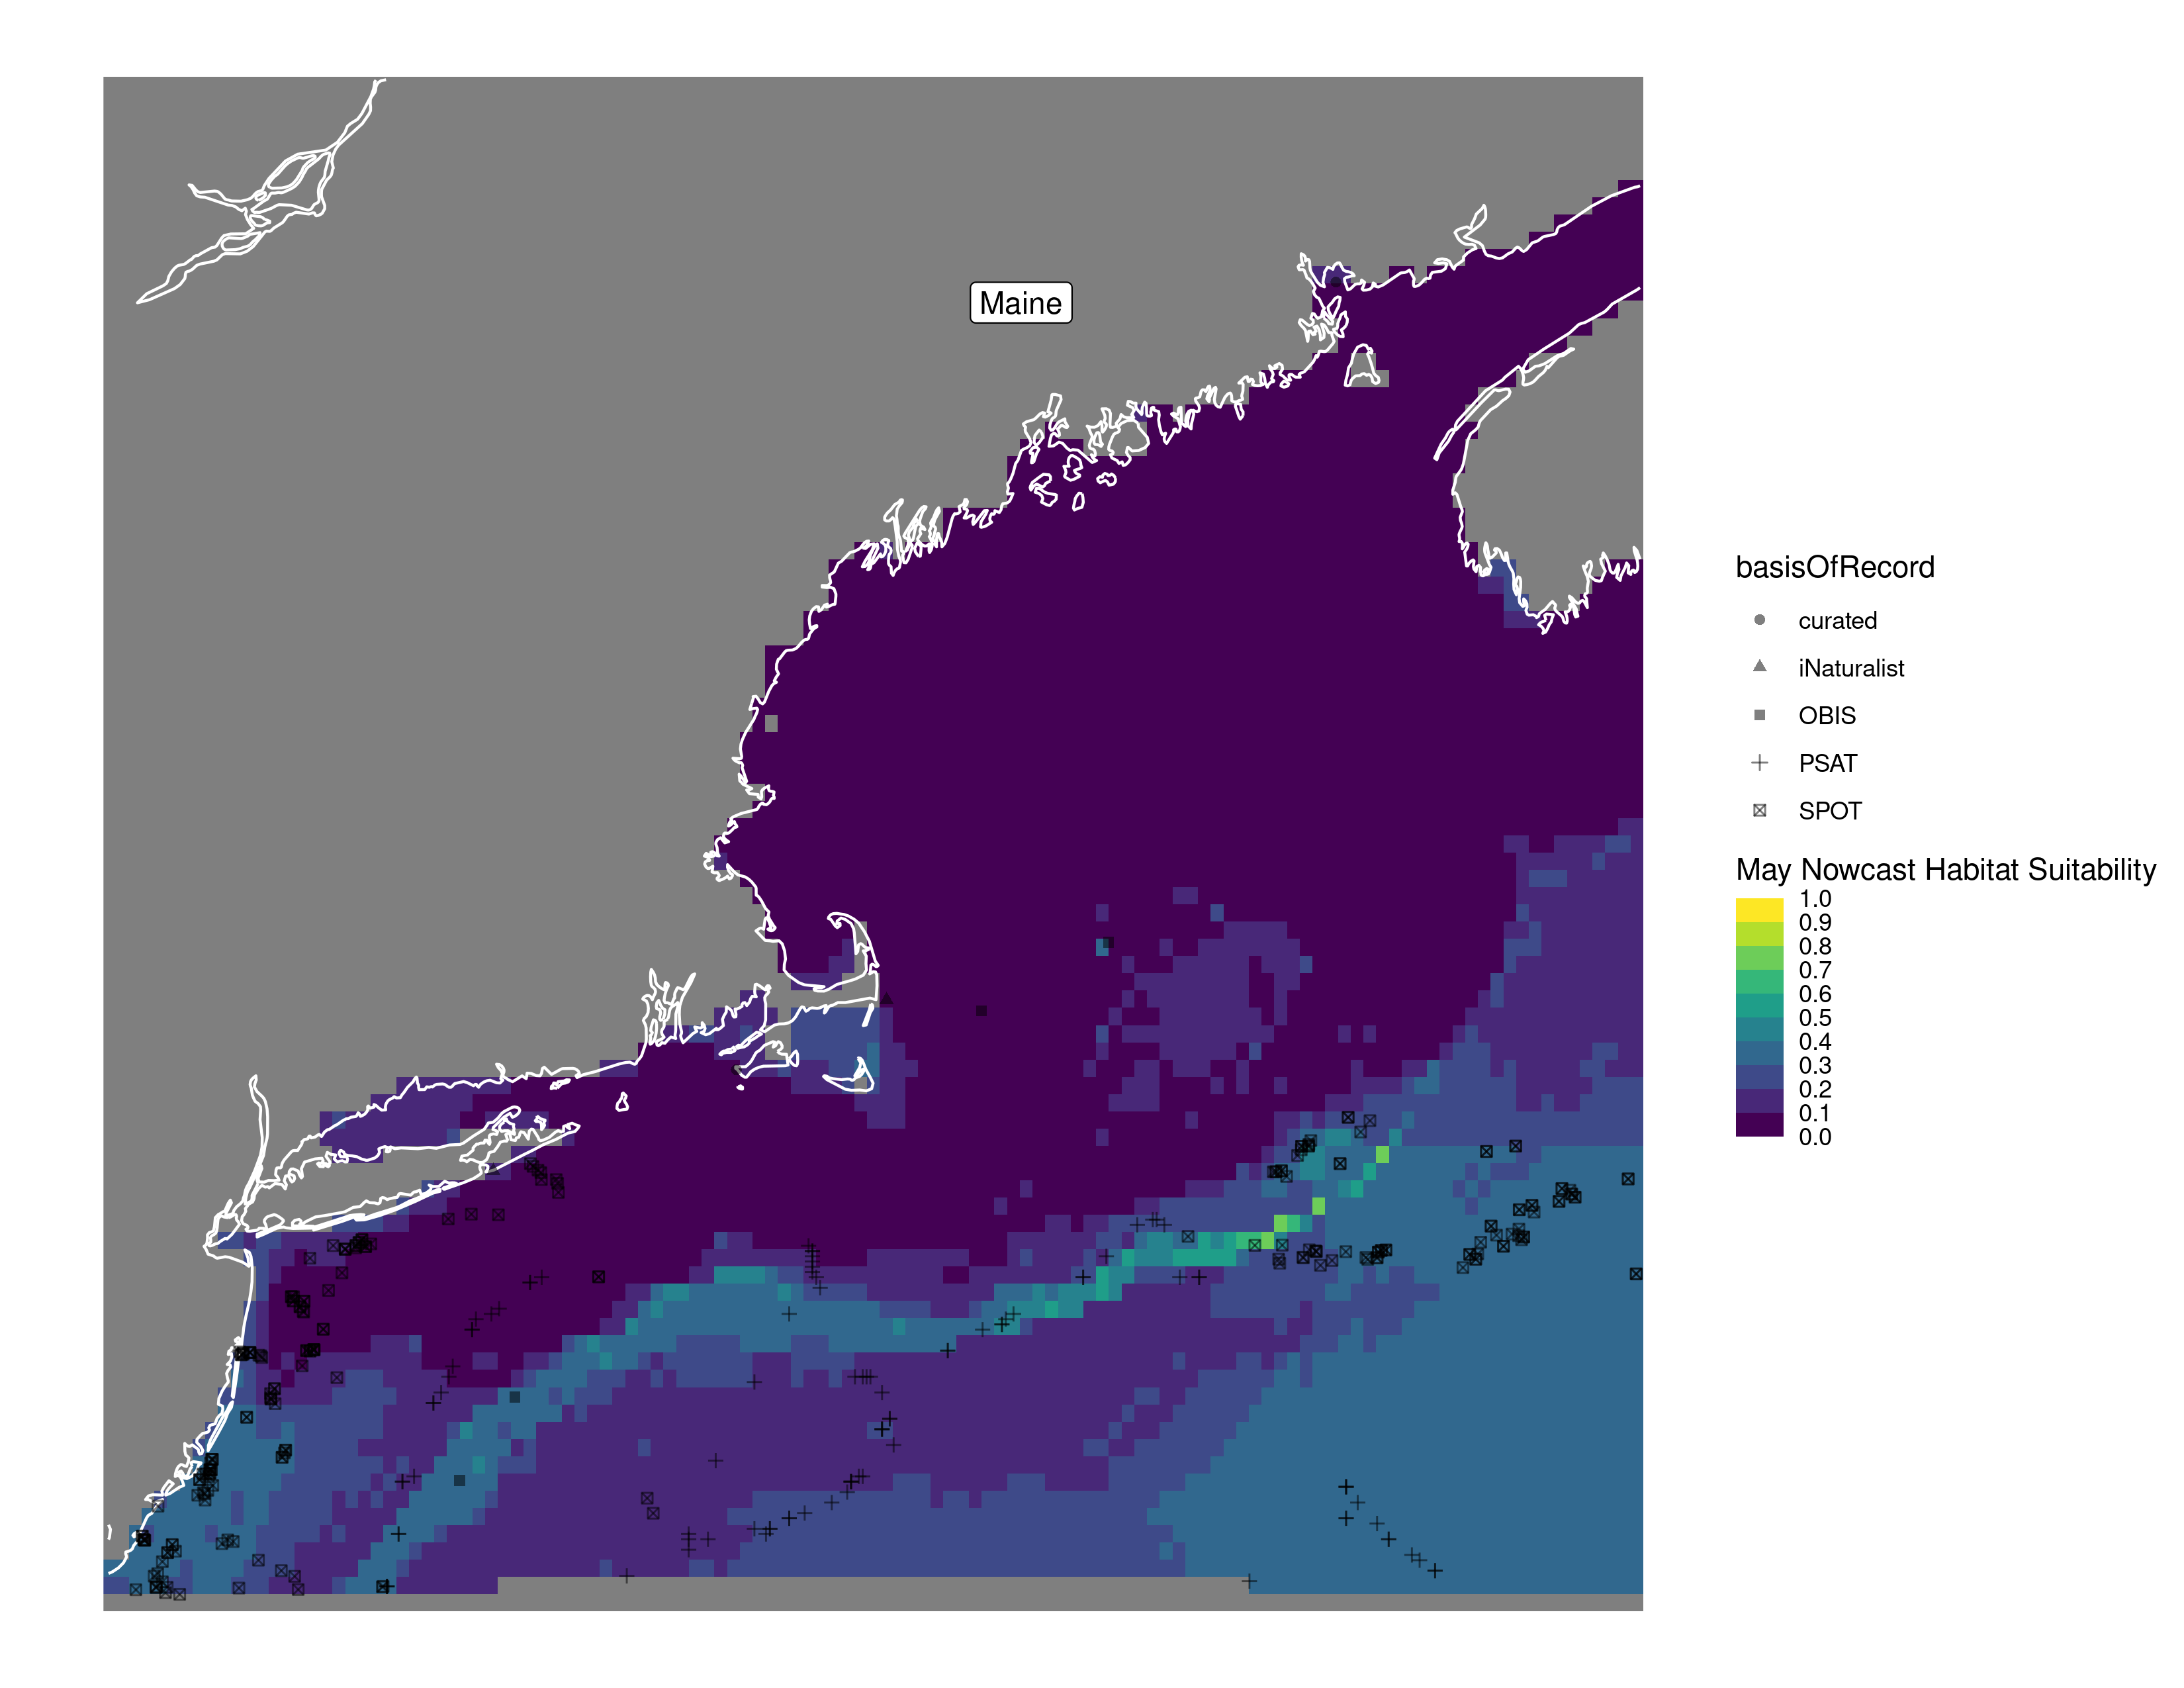 Maine
basisOfRecord
curated
iNaturalist
OBIS
PSAT
SPOT
May Nowcast Habitat Suitability
1.0
0.9
0.8
0.7
0.6
0.5
0.4
0.3
0.2
0.1
0.0